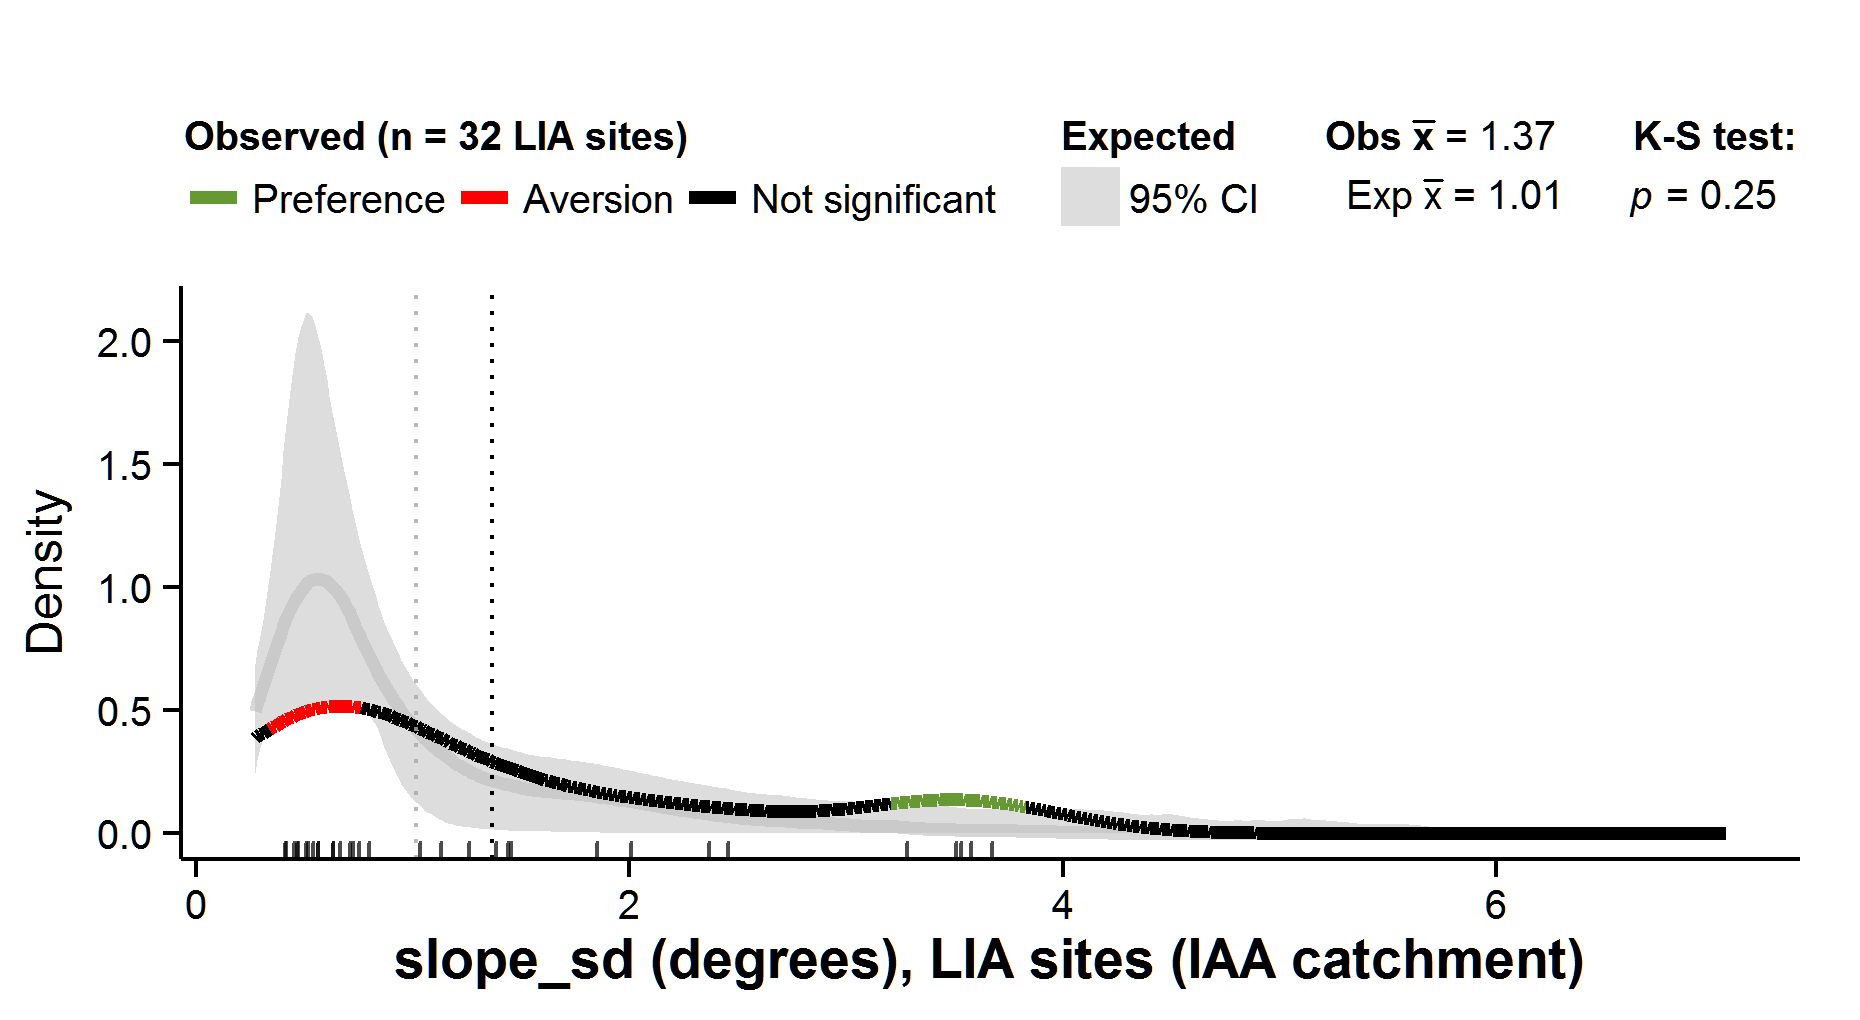 Observed (n = 32 LIA sites) Expected Obs x̅ = 1.37 K-S test:
Preference Aversion Not significant 95% CI Exp x̅ = 1.01 p = 0.25
2.0
1.5
1.0
0.5
0.0
Density
0 2 4 6
slope_sd (degrees), LIA sites (IAA catchment)